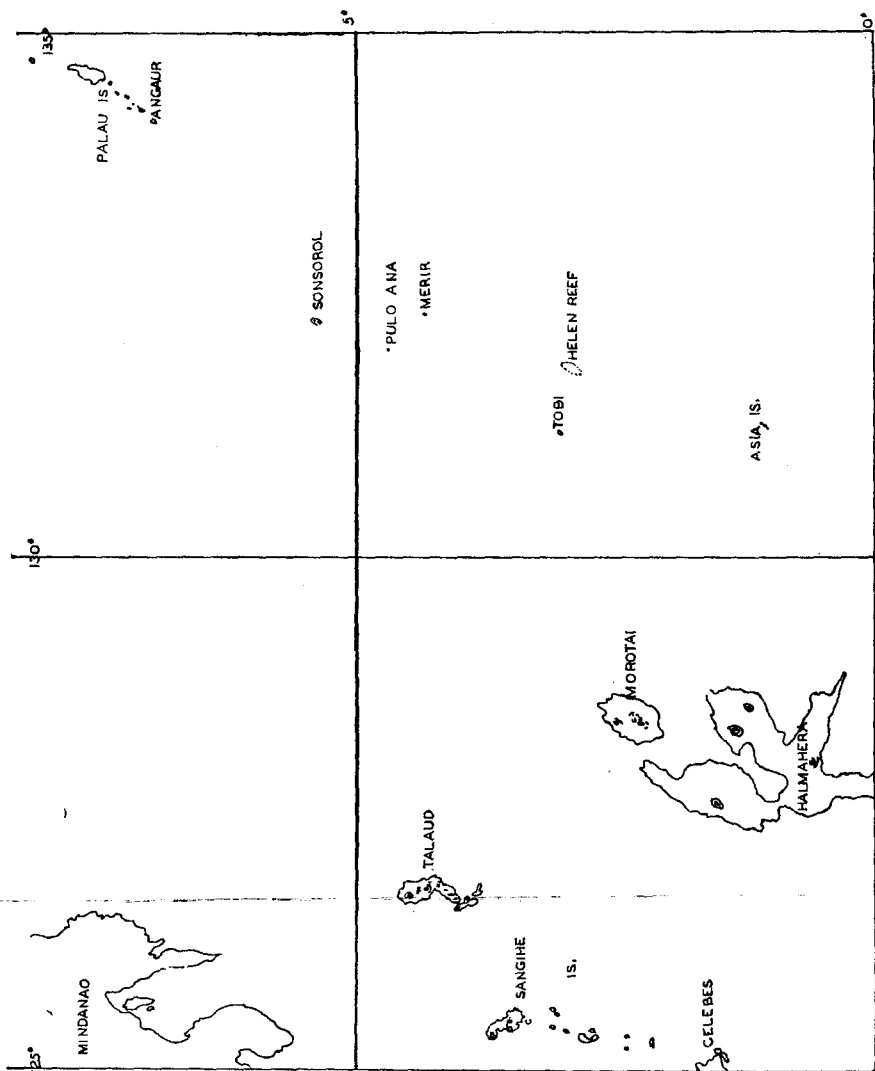 135°
5°
0°
PALAU IS.
ANGAUR
SONSOROL
PULO ANA
MERIR
HELEN REEF
TOBI
ASIA IS.
130°
MOROTAI
HALMAHERA
TALAUD
SANGIHE
IS.
MINDANAO
CELEBES
25°